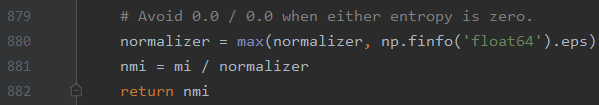 879 # Avoid 0.0 / 0.0 when either entropy is zero.
880 normalizer = max(normalizer, np.finfo('float64').eps)
881 nmi = mi / normalizer
882 return nmi